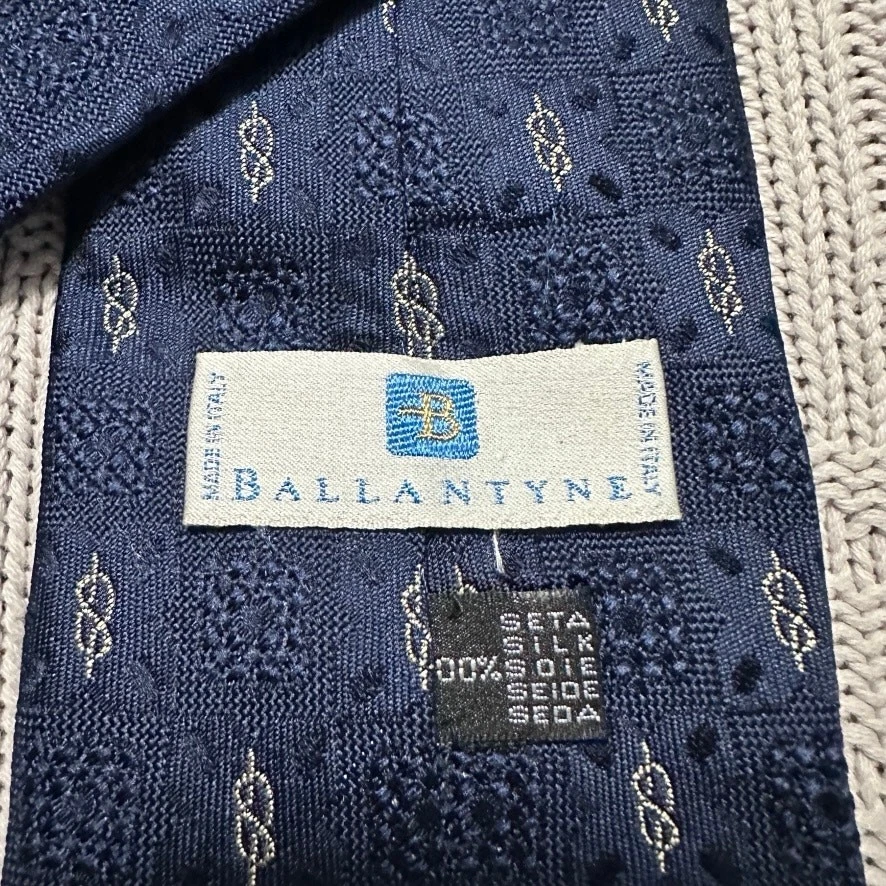 MADE IN ITALY
B
BALLANTYNE
MADE IN ITALY
SETA
SILK
00% SOIE
SEIDE
SEDA